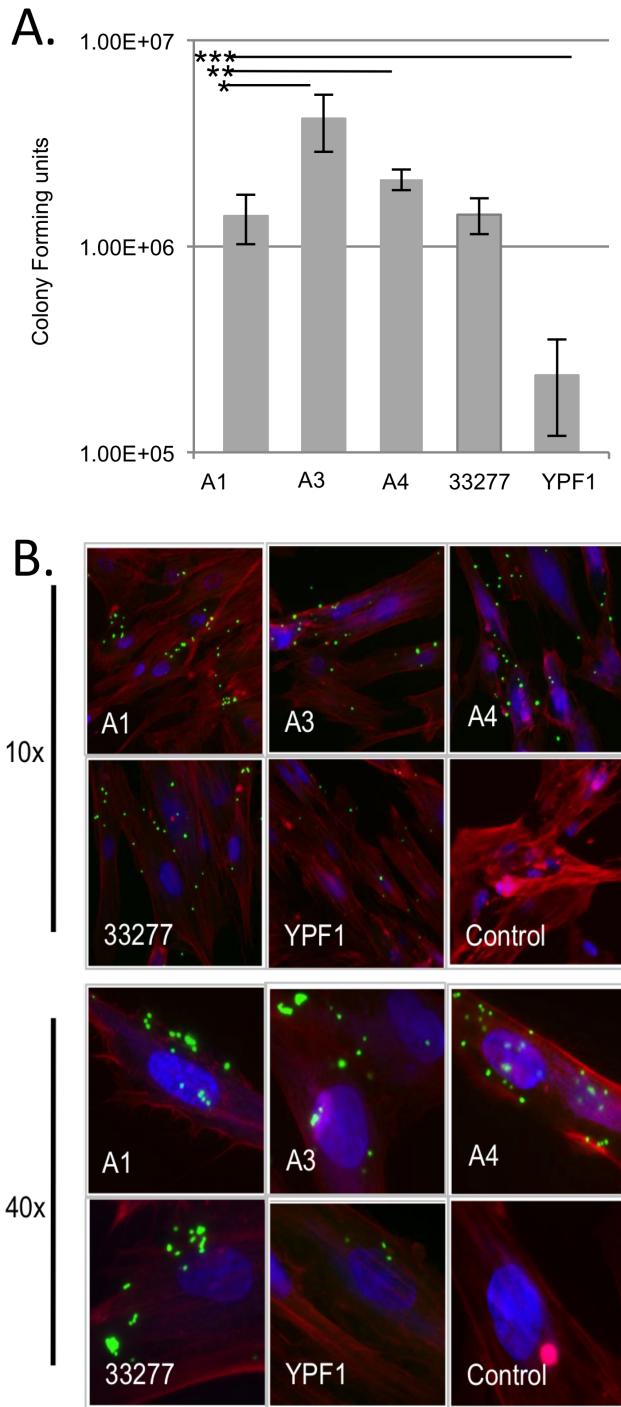 A.
1.00E+07
***
**
*
Colony Forming units
1.00E+06
1.00E+05
A1 A3 A4 33277 YPF1
B.
10x
A1 A3 A4
33277 YPF1 Control
40x
A1 A3 A4
33277 YPF1 Control